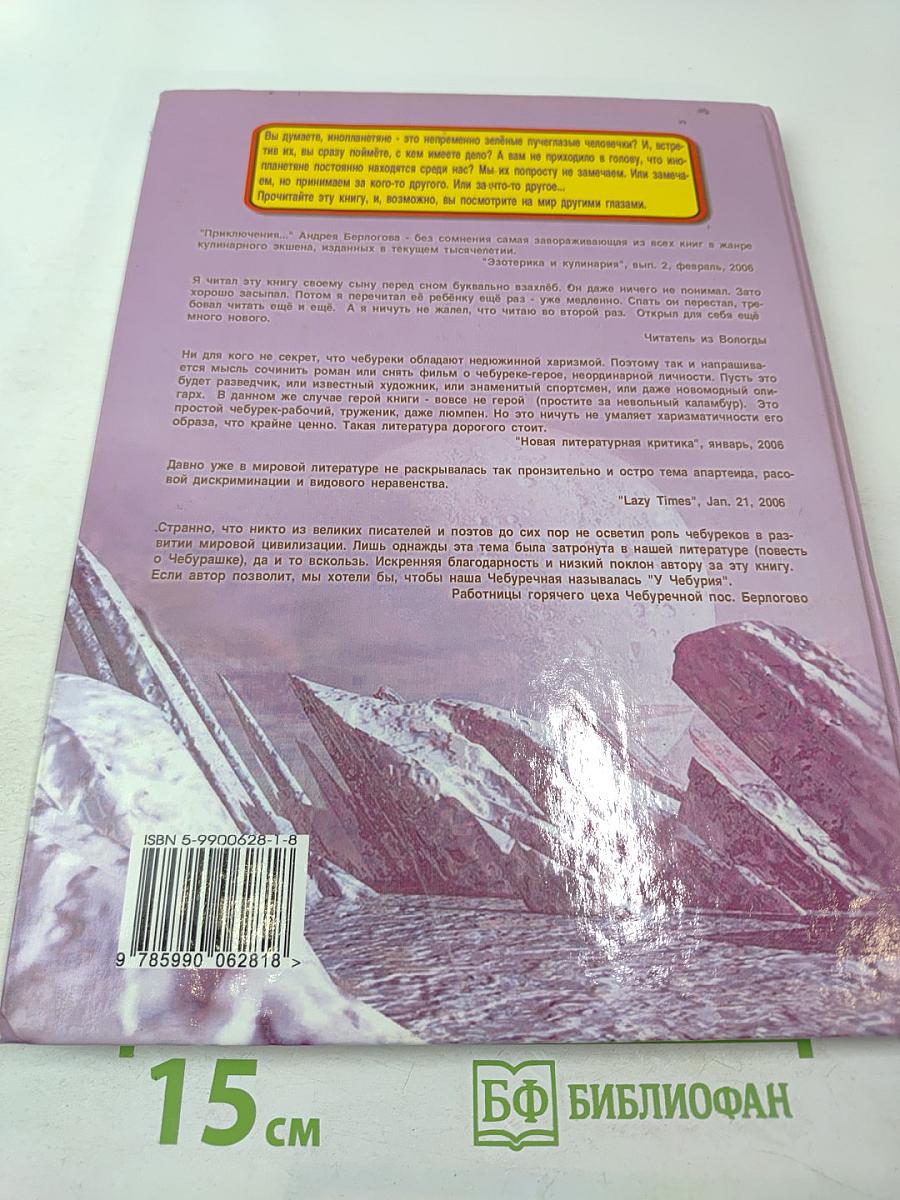 Вы думаете, инопланетяне - это непременно зелёные пучеглазые человечки? И, встре-
тив их, вы сразу поймёте, с кем имеете дело? А вам не приходило в голову, что ино-
планетяне постоянно находятся среди нас? Мы их попросту не замечаем. Или замеча-
ем, но принимаем за кого-то другого. Или за что-то другое...
Прочитайте эту книгу, и, возможно, вы посмотрите на мир другими глазами.
"Приключения..." Андрея Берлогова - без сомнения самая завораживающая из всех книг в жанре
кулинарного экшена, изданных в текущем тысячелетии.
"Эзотерика и кулинария", вып. 2, февраль, 2006
Я читал эту книгу своему сыну перед сном буквально взахлёб. Он даже ничего не понимал. Зато
хорошо засыпал. Потом я перечитал её ребёнку ещё раз - уже медленно. Спать он перестал, тре-
бовал читать ещё и ещё. А я ничуть не жалел, что читаю во второй раз. Открыл для себя ещё
много нового.
Читатель из Вологды
Ни для кого не секрет, что чебуреки обладают недюжинной харизмой. Поэтому так и напрашива-
ется мысль сочинить роман или снять фильм о чебуреке-герое, неординарной личности. Пусть это
будет разведчик, или известный художник, или знаменитый спортсмен, или даже новомодный оли-
гарх. В данном же случае герой книги - вовсе не герой (простите за невольный каламбур). Это
простой чебурек-рабочий, труженик, даже люмпен. Но это ничуть не умаляет харизматичности его
образа, что крайне ценно. Такая литература дорогого стоит.
"Новая литературная критика", январь, 2006
Давно уже в мировой литературе не раскрывалась так пронзительно и остро тема апартеида, расо-
вой дискриминации и видового неравенства.
"Lazy Times", Jan. 21, 2006
Странно, что никто из великих писателей и поэтов до сих пор не осветил роль чебуреков в раз-
витии мировой цивилизации. Лишь однажды эта тема была затронута в нашей литературе (повесть
о Чебурашке), да и то вскользь. Искренняя благодарность и низкий поклон автору за эту книгу.
Если автор позволит, мы хотели бы, чтобы наша Чебуречная называлась "У Чебурия".
Работницы горячего цеха Чебуречной пос. Берлогово
ISBN 5-9900628-1-8
9 785990 062818 >
15 см
БФ БИБЛИОФАН